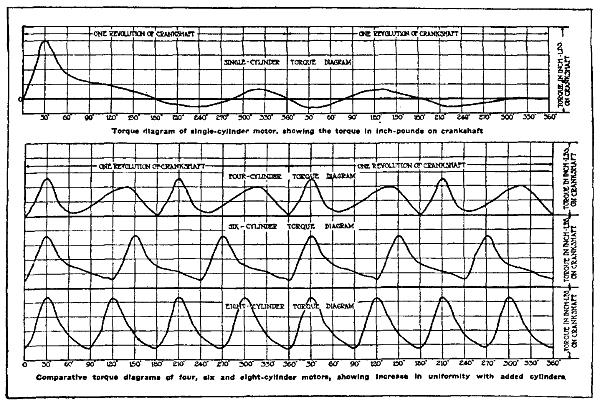 ONE REVOLUTION OF CRANKSHAFT ONE REVOLUTION OF CRANKSHAFT
SINGLE-CYLINDER TORQUE DIAGRAM
TORQUE IN INCH-LBS.
ON CRANKSHAFT
0
30° 60° 90° 120° 150° 180° 210° 240° 270° 300° 330° 360° 30° 60° 90° 120° 150° 180° 210° 240° 270° 300° 330° 360°
Torque diagram of single-cylinder motor, showing the torque in inch-pounds on crankshaft
ONE REVOLUTION OF CRANKSHAFT ONE REVOLUTION OF CRANKSHAFT
FOUR-CYLINDER TORQUE DIAGRAM
TORQUE IN INCH-LBS.
ON CRANKSHAFT
SIX-CYLINDER TORQUE DIAGRAM
TORQUE IN INCH-LBS.
ON CRANKSHAFT
EIGHT-CYLINDER TORQUE DIAGRAM
TORQUE IN INCH-LBS.
ON CRANKSHAFT
0 30° 60° 90° 120° 150° 180° 210° 240° 270° 300° 330° 360° 30° 60° 90° 120° 150° 180° 210° 240° 270° 300° 330° 360°
Comparative torque diagrams of four, six and eight-cylinder motors, showing increase in uniformity with added cylinders.